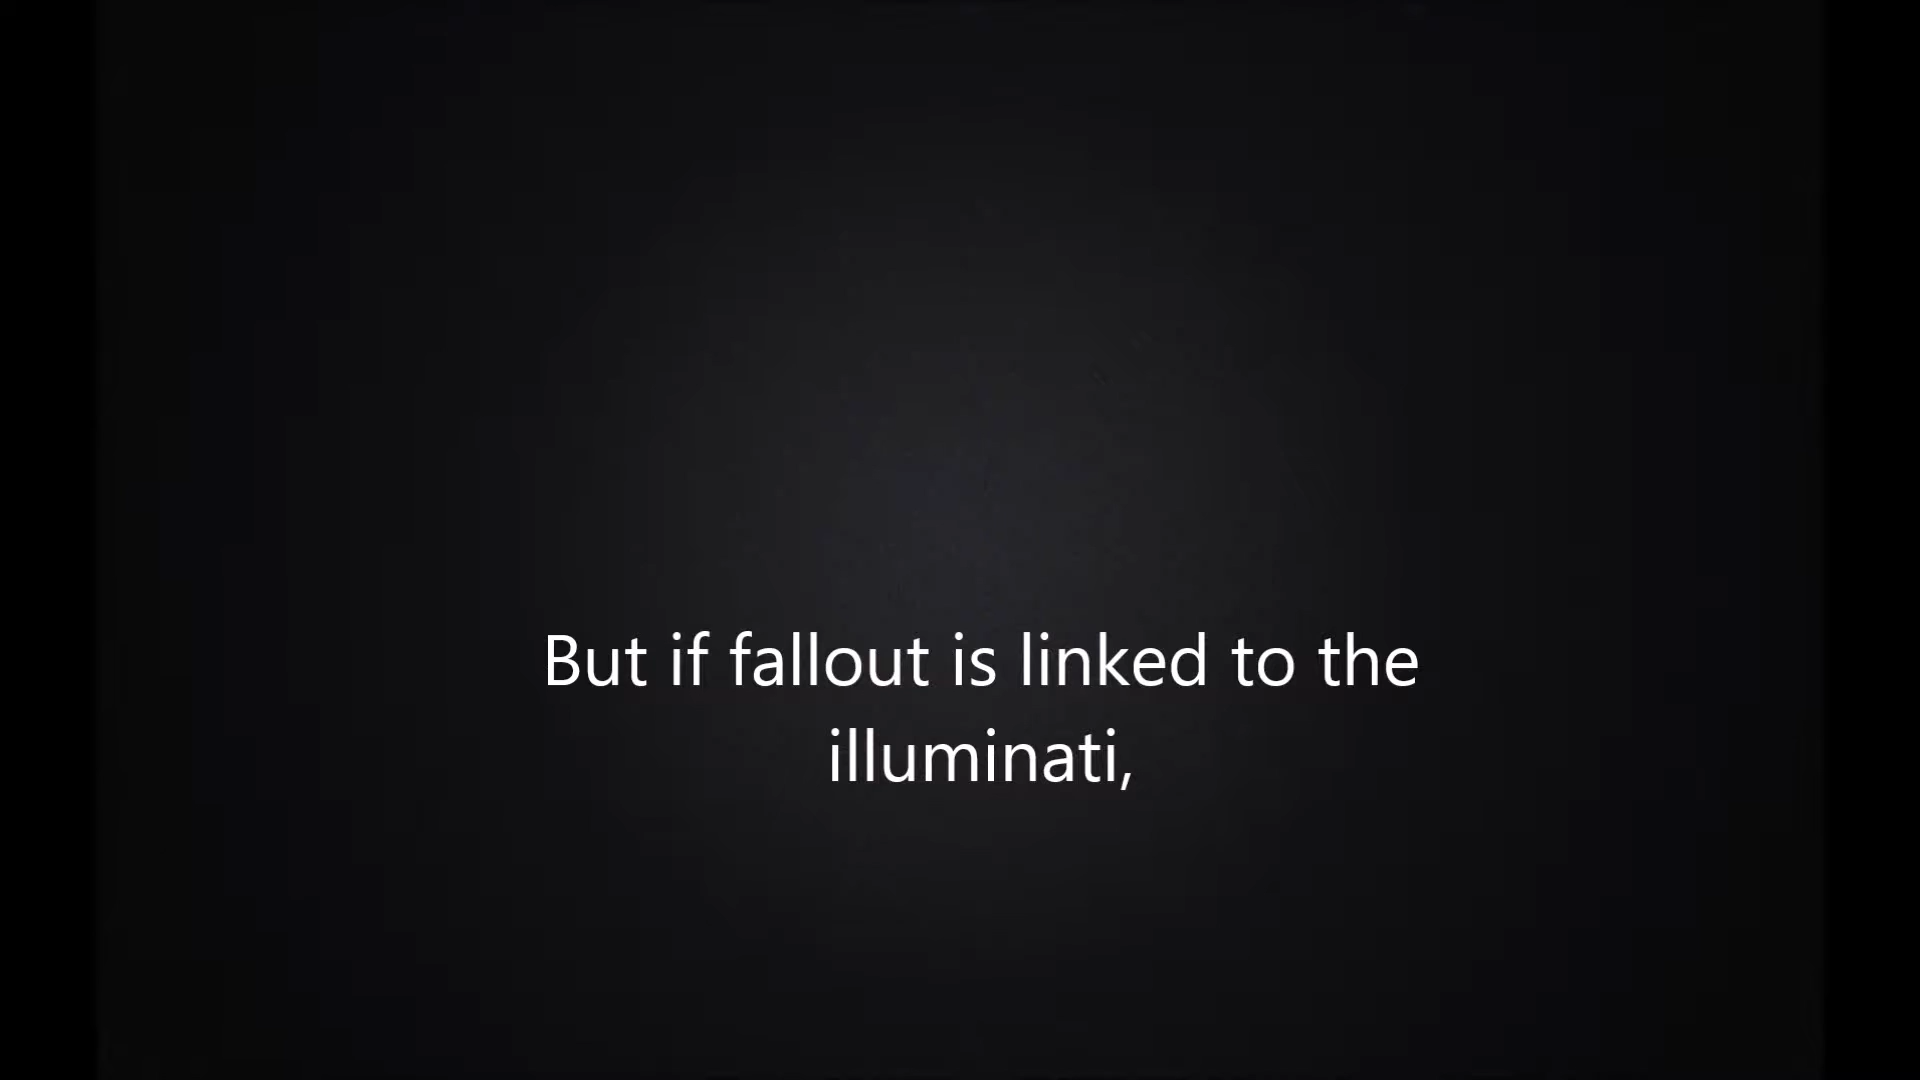 But if fallout is linked to the
illuminati,